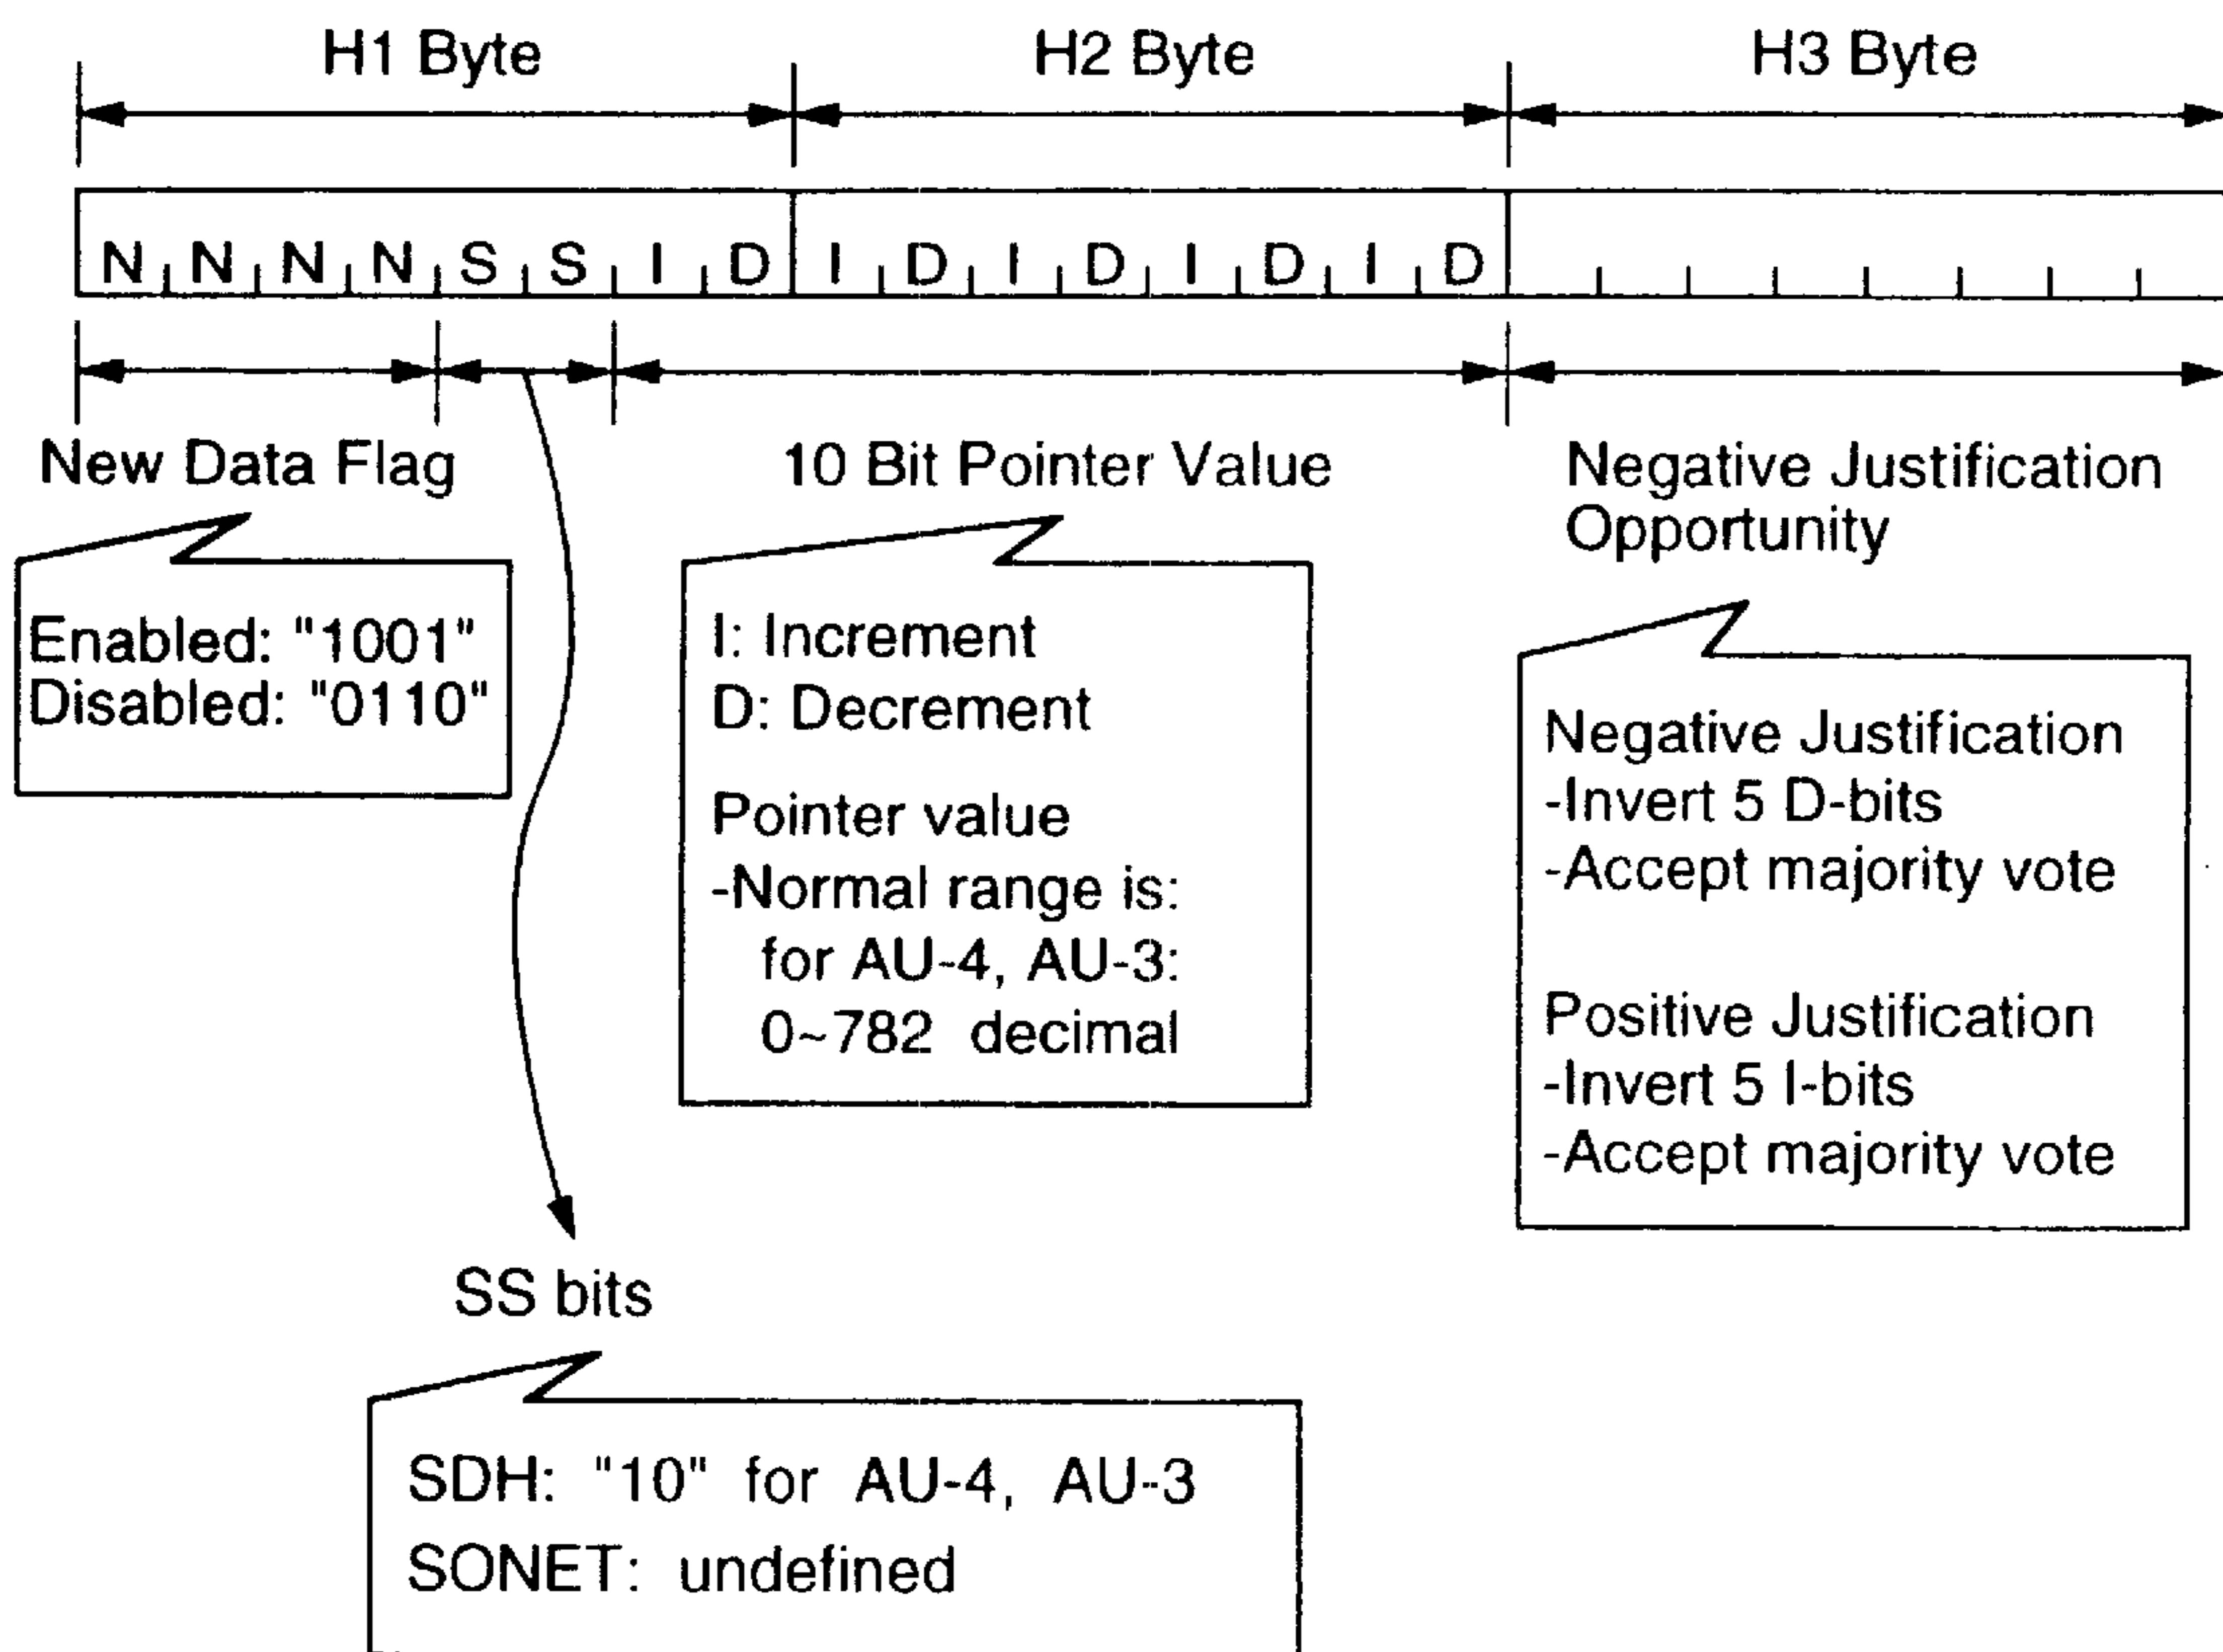 H1 Byte H2 Byte H3 Byte
N N N N S S I D I D I D I D I D
New Data Flag 10 Bit Pointer Value Negative Justification
Opportunity
Enabled: "1001"
Disabled: "0110"
I: Increment
D: Decrement
Pointer value
-Normal range is:
for AU-4, AU-3:
0~782 decimal
Negative Justification
-Invert 5 D-bits
-Accept majority vote
Positive Justification
-Invert 5 I-bits
-Accept majority vote
SS bits
SDH: "10" for AU-4, AU-3
SONET: undefined